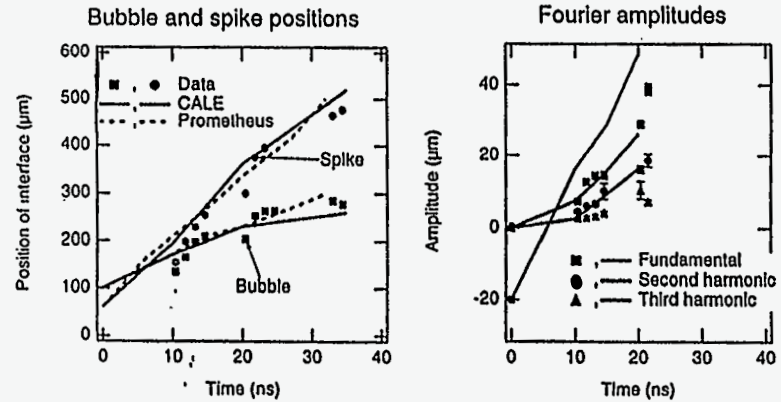 Bubble and spike positions
600
500
400
300
200
100
0
Position of interface (μm)
Data
CALE
Prometheus
Spike
Bubble
0 10 20 30 40
Time (ns)
Fourier amplitudes
40
20
0
-20
Amplitude (μm)
Fundamental
Second harmonic
Third harmonic
0 10 20 30 40
Time (ns)